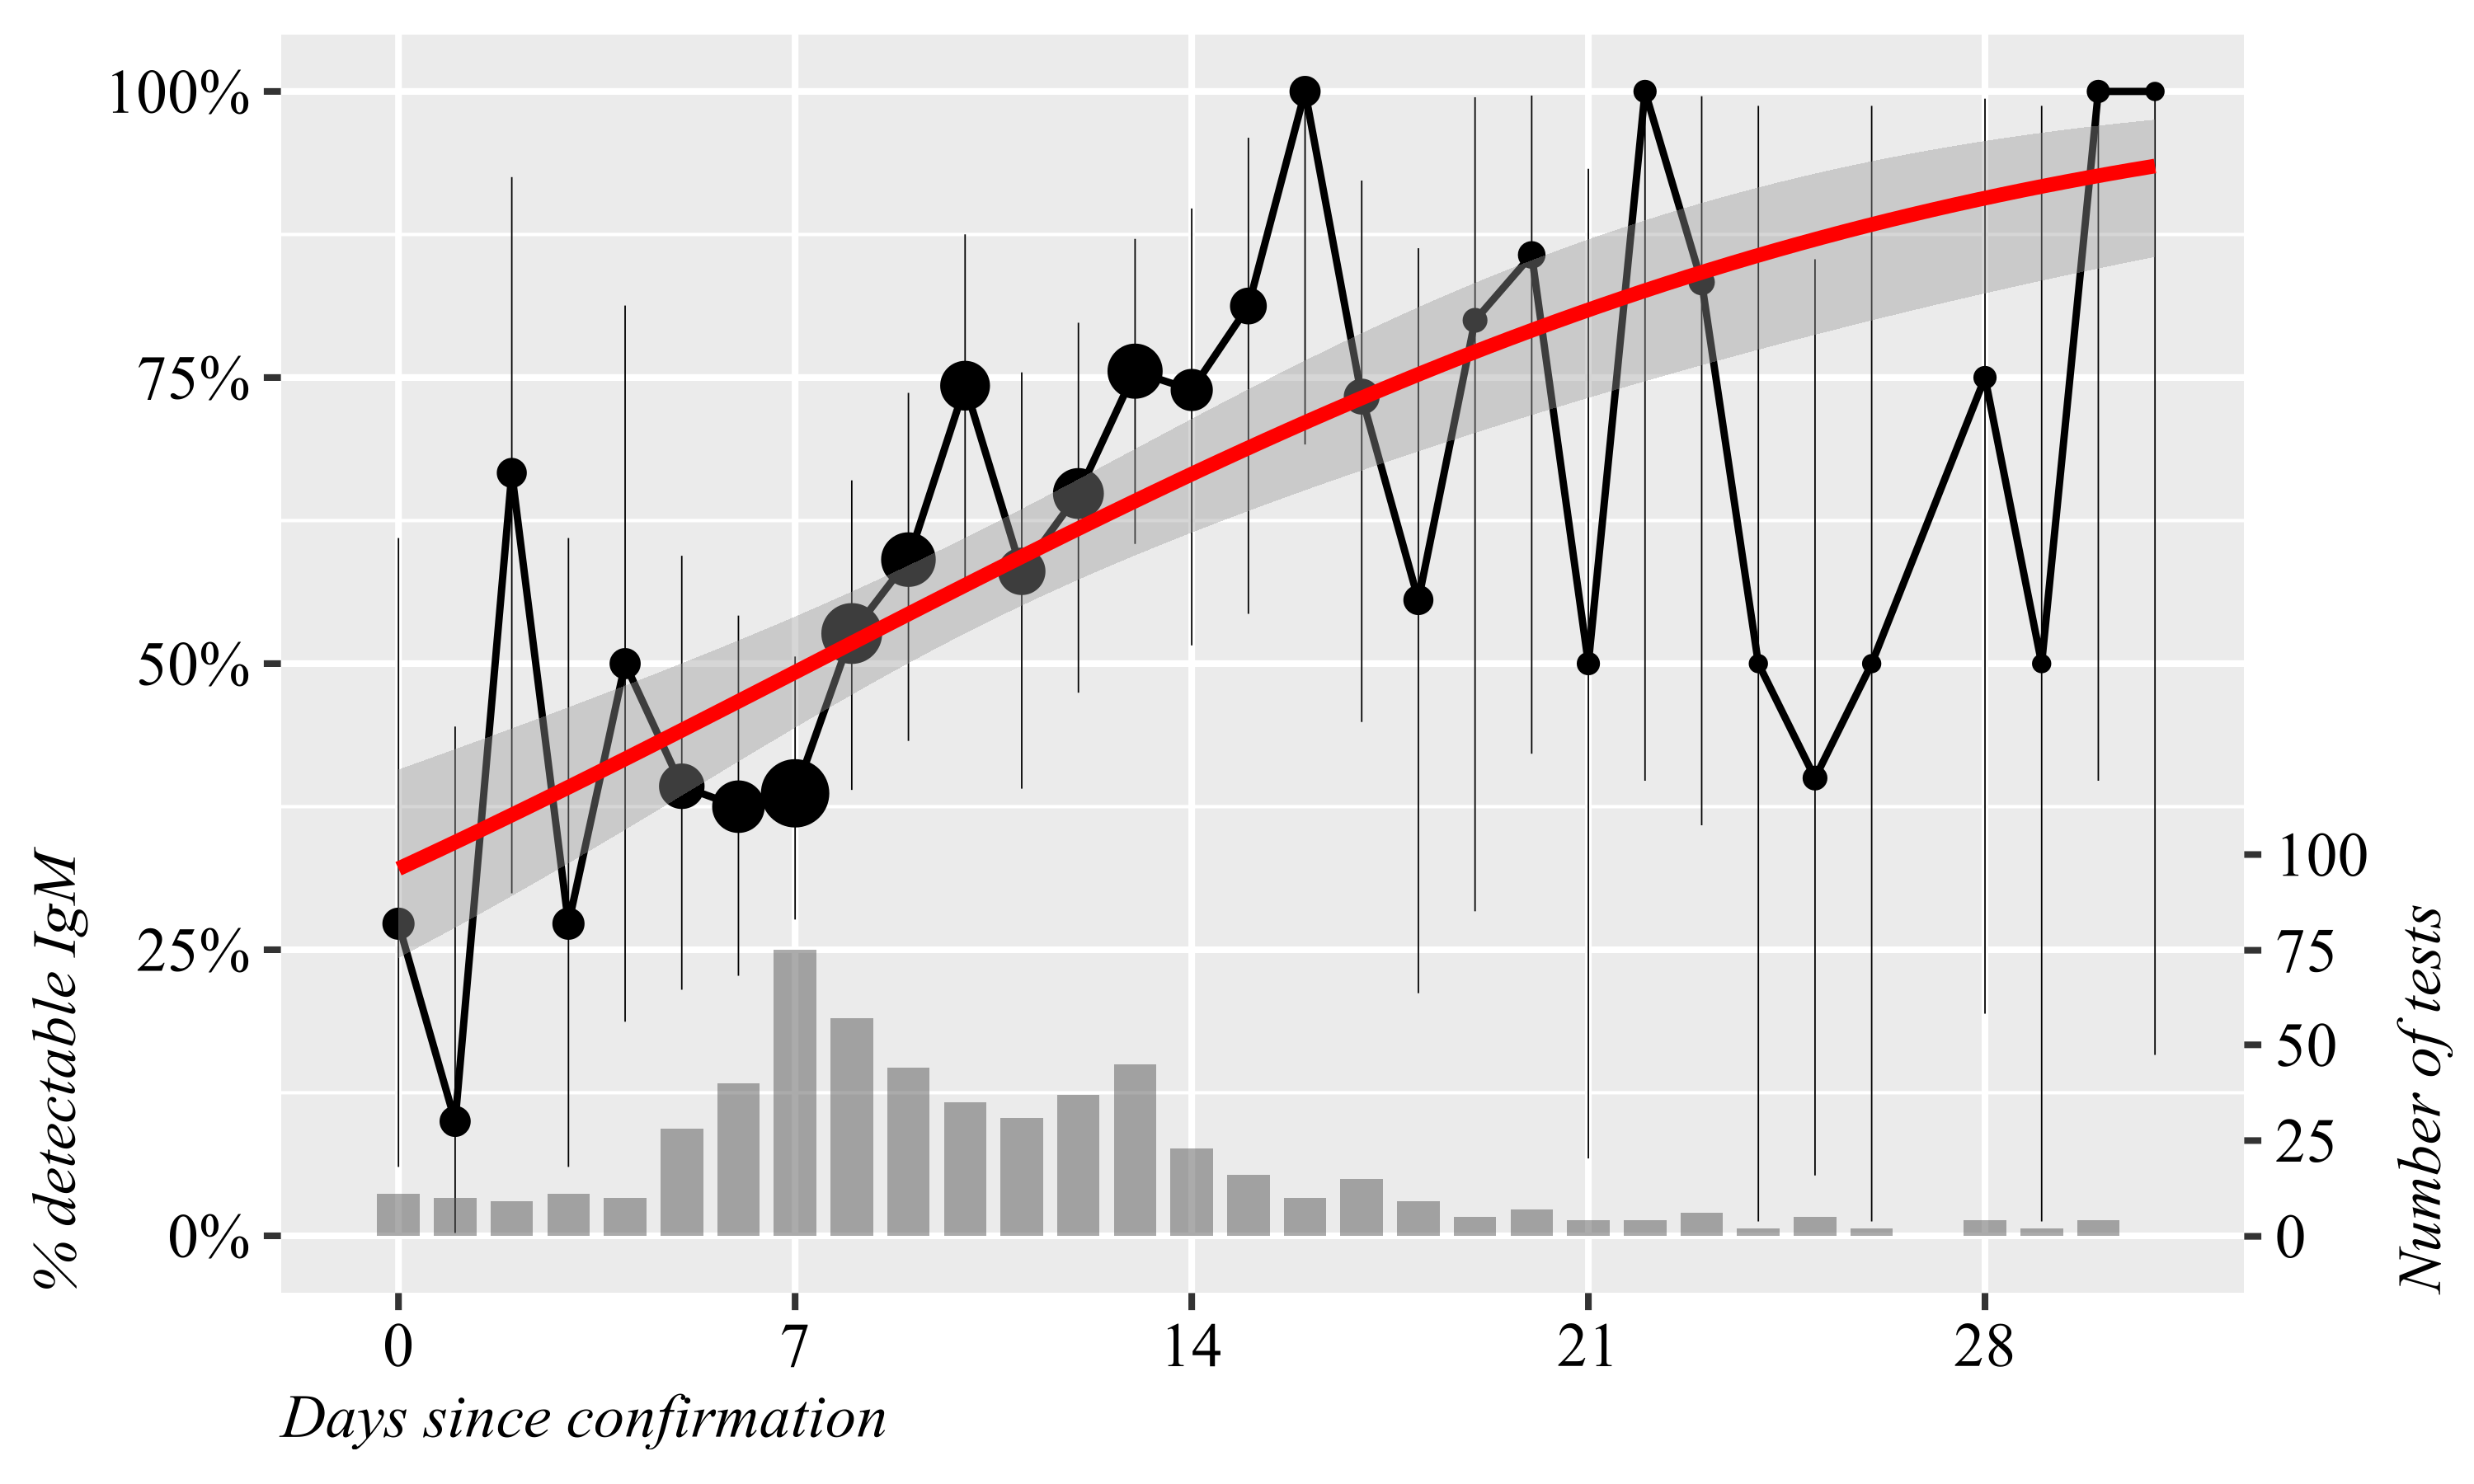 100%
75%
50%
25%
0%
% detectable IgM
100
75
50
25
0
Number of tests
0 7 14 21 28
Days since confirmation